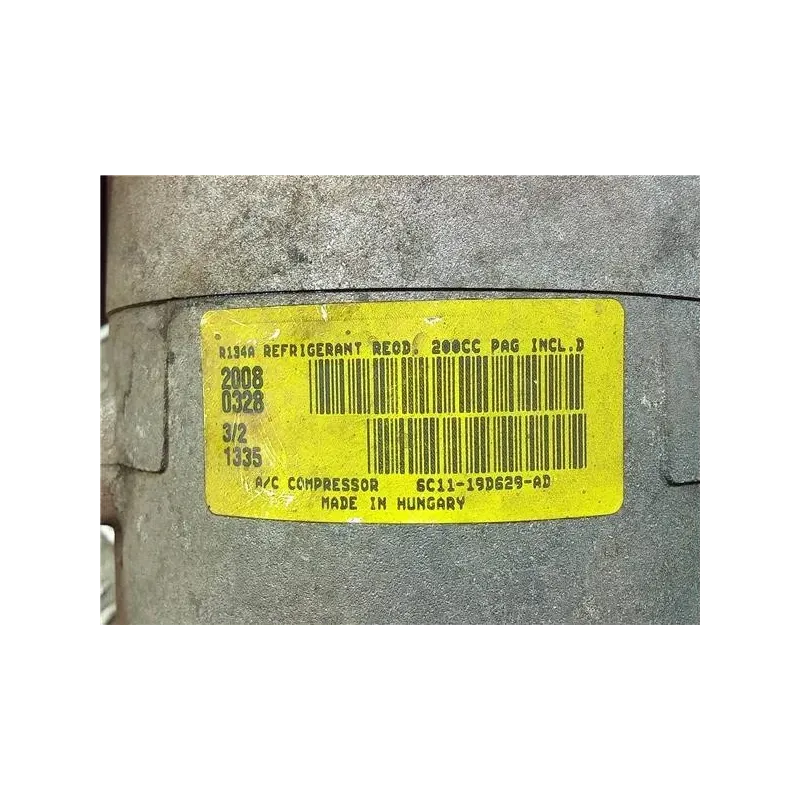 R134A REFRIGERANT REQD. 200CC PAG INCL.D
2008
0328
3/2
1335
A/C COMPRESSOR 6C11-19D629-AD
MADE IN HUNGARY